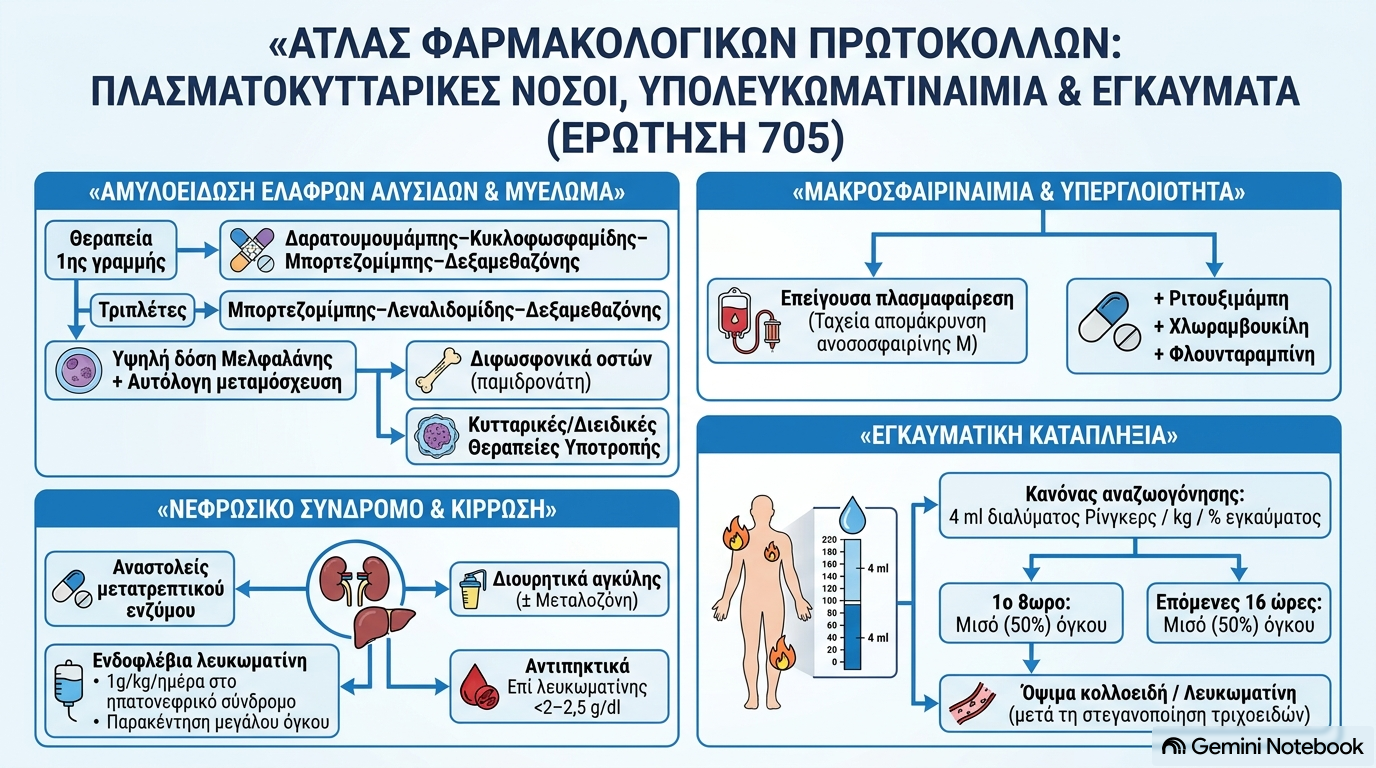 «ΑΤΛΑΣ ΦΑΡΜΑΚΟΛΟΓΙΚΩΝ ΠΡΩΤΟΚΟΛΛΩΝ:
ΠΛΑΣΜΑΤΟΚΥΤΤΑΡΙΚΕΣ ΝΟΣΟΙ, ΥΠΟΛΕΥΚΩΜΑΤΙΝΑΙΜΙΑ & ΕΓΚΑΥΜΑΤΑ
(ΕΡΩΤΗΣΗ 705)
«ΑΜΥΛΟΕΙΔΩΣΗ ΕΛΑΦΡΩΝ ΑΛΥΣΙΔΩΝ & ΜΥΕΛΩΜΑ»
Θεραπεία
1ης γραμμής
Δαρατουμουμάμπης–Κυκλοφωσφαμίδης–
Μπορτεζομίμπης–Δεξαμεθαζόνης
Τριπλέτες
Μπορτεζομίμπης–Λεναλιδομίδης–Δεξαμεθαζόνης
Υψηλή δόση Μελφαλάνης
+ Αυτόλογη μεταμόσχευση
Διφωσφονικά οστών
(παμιδρονάτη)
Κυτταρικές/Διειδικές
Θεραπείες Υποτροπής
«ΜΑΚΡΟΣΦΑΙΡΙΝΑΙΜΙΑ & ΥΠΕΡΓΛΟΙΟΤΗΤΑ»
Επείγουσα πλασμαφαίρεση
(Ταχεία απομάκρυνση
ανοσοσφαιρίνης Μ)
+ Ριτουξιμάμπη
+ Χλωραμβουκίλη
+ Φλουνταραμπίνη
«ΝΕΦΡΩΣΙΚΟ ΣΥΝΔΡΟΜΟ & ΚΙΡΡΩΣΗ»
Αναστολείς
μετατρεπτικού
ενζύμου
Διουρητικά αγκύλης
(± Μεταλοζόνη)
Ενδοφλέβια λευκωματίνη
• 1g/kg/ημέρα στο
ηπατονεφρικό σύνδρομο
• Παρακέντηση μεγάλου όγκου
Αντιπηκτικά
Επί λευκωματίνης
<2–2,5 g/dl
«ΕΓΚΑΥΜΑΤΙΚΗ ΚΑΤΑΠΛΗΞΙΑ»
220
180
160
140
120
100
80
60
40
20
0
4 ml
4 ml
Κανόνας αναζωογόνησης:
4 ml διαλύματος Ρίνγκερς / kg / % εγκαύματος
1ο 8ωρο:
Μισό (50%) όγκου
Επόμενες 16 ώρες:
Μισό (50%) όγκου
Όψιμα κολλοειδή / Λευκωματίνη
(μετά τη στεγανοποίηση τριχοειδών)
Gemini Notebook